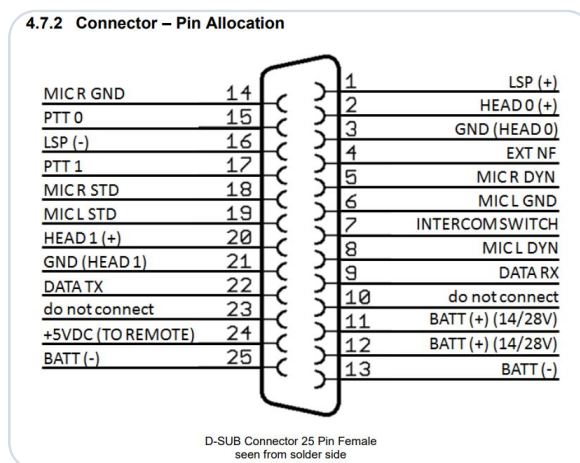 4.7.2 Connector – Pin Allocation
MIC R GND 14
PTT 0 15
LSP (-) 16
PTT 1 17
MIC R STD 18
MIC L STD 19
HEAD 1 (+) 20
GND (HEAD 1) 21
DATA TX 22
do not connect 23
+5VDC (TO REMOTE) 24
BATT (-) 25
1 LSP (+)
2 HEAD 0 (+)
3 GND (HEAD 0)
4 EXT NF
5 MIC R DYN
6 MIC L GND
7 INTERCOM SWITCH
8 MIC L DYN
9 DATA RX
10 do not connect
11 BATT (+) (14/28V)
12 BATT (+) (14/28V)
13 BATT (-)
D-SUB Connector 25 Pin Female
seen from solder side